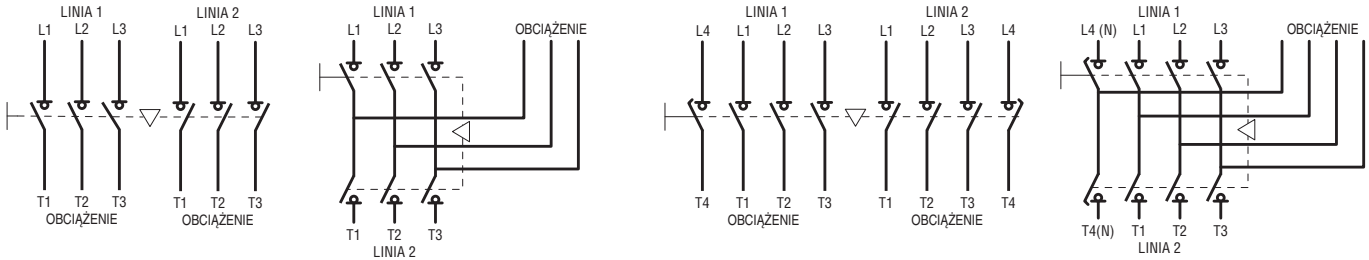 LINIA 1 LINIA 2
L1 L2 L3 L1 L2 L3
T1 T2 T3 T1 T2 T3
OBCIĄŻENIE OBCIĄŻENIE
LINIA 1
L1 L2 L3 OBCIĄŻENIE
T1 T2 T3
LINIA 2
LINIA 1 LINIA 2
L4 L1 L2 L3 L1 L2 L3 L4
T4 T1 T2 T3 T1 T2 T3 T4
OBCIĄŻENIE OBCIĄŻENIE
LINIA 1
L4 (N) L1 L2 L3 OBCIĄŻENIE
T4(N) T1 T2 T3
LINIA 2